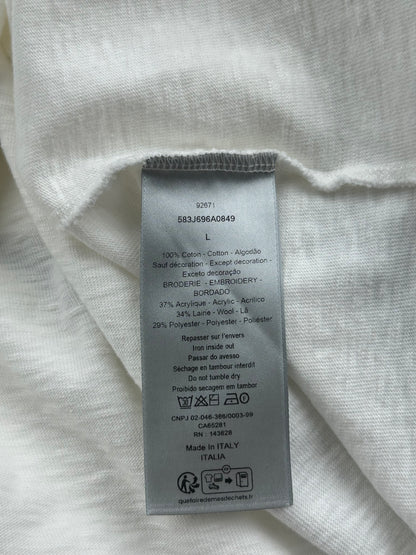 92671
583J696A0849
L
100% Coton - Cotton - Algodão
Sauf décoration - Except decoration -
Exceto decoração
BRODERIE - EMBROIDERY -
BORDADO
37% Acrylique - Acrylic - Acrílico
34% Laine - Wool - Lã
29% Polyester - Polyester - Poliéster
Repasser sur l'envers
Iron inside out
Passar do avesso
Séchage en tambour interdit
Do not tumble dry
Proibido secagem em tambor
CNPJ 02-046-366/0003-99
CA65281
RN : 143628
Made In ITALY
ITALIA
quefairedemesdechets.fr